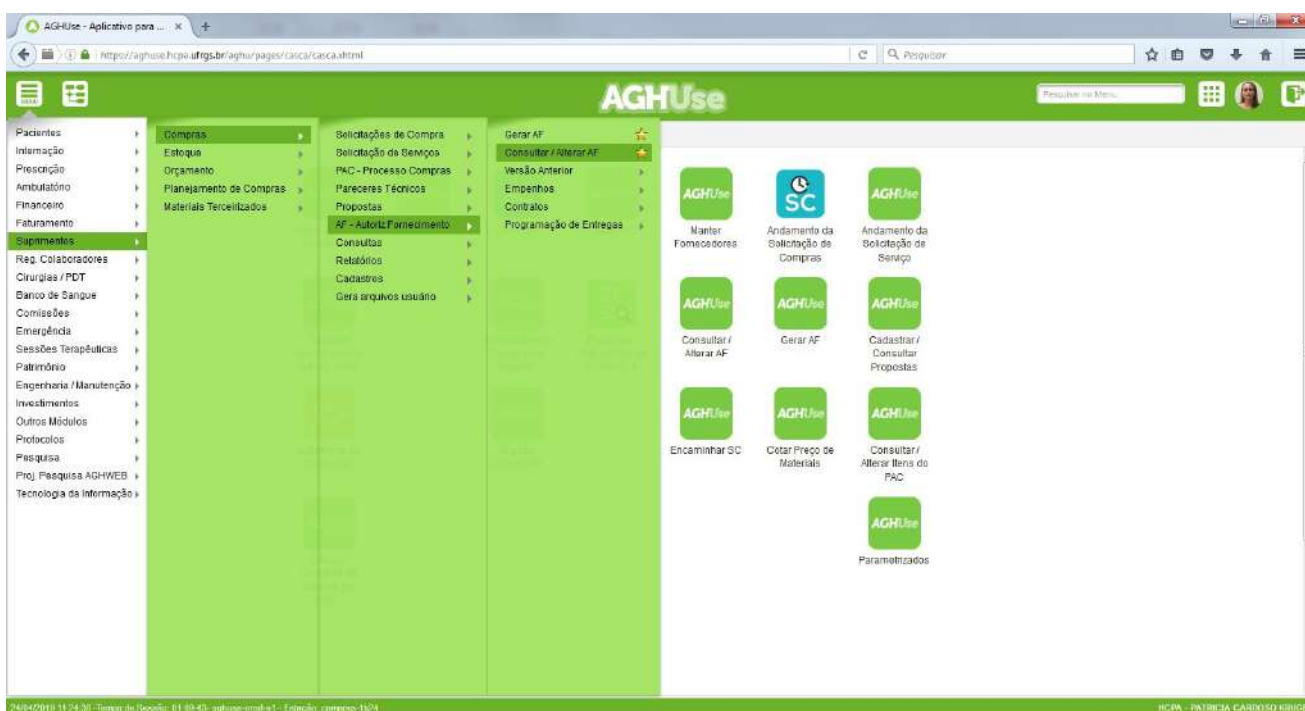 AGHUse - Aplicativo para ... × +
https://aghuse.hcpa.ufrgs.br/aghu/pages/casca/casca.xhtml
Pesquisar
AGHUse
Pesquisar no Menu
Pacientes
Internação
Prescrição
Ambulatório
Financeiro
Faturamento
Suprimentos
Reg. Colaboradores
Cirurgias / PDT
Banco de Sangue
Comissões
Emergência
Sessões Terapêuticas
Patrimônio
Engenharia / Manutenção
Investimentos
Outros Módulos
Protocolos
Pesquisa
Proj. Pesquisa AGHWEB
Tecnologia da Informação
Compras
Estoque
Orçamento
Planejamento de Compras
Materiais Terceirizados
Solicitações de Compra
Solicitação de Serviços
PAC - Processo Compras
Pareceres Técnicos
Propostas
AF - Autoriz Fornecimento
Consultas
Relatórios
Cadastros
Gera arquivos usuário
Gerar AF
Consultar / Alterar AF
Versão Anterior
Empenhos
Contratos
Programação de Entregas
AGHUse
SC
AGHUse
Manter
Fornecedores
Andamento da
Solicitação de
Compras
Andamento da
Solicitação de
Serviço
AGHUse
AGHUse
AGHUse
Consultar /
Alterar AF
Gerar AF
Cadastrar /
Consultar
Propostas
AGHUse
AGHUse
AGHUse
Encaminhar SC
Cotar Preço de
Materiais
Consultar /
Alterar Itens do
PAC
AGHUse
Parametrizados
HCPA - PATRICIA CARDOSO